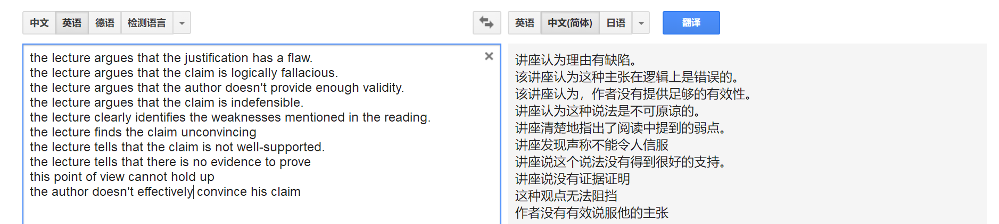 中文 英语 德语 检测语言 英语 中文(简体) 日语 翻译
the lecture argues that the justification has a flaw.
the lecture argues that the claim is logically fallacious.
the lecture argues that the author doesn't provide enough validity.
the lecture argues that the claim is indefensible.
the lecture clearly identifies the weaknesses mentioned in the reading.
the lecture finds the claim unconvincing
the lecture tells that the claim is not well-supported.
the lecture tells that there is no evidence to prove
this point of view cannot hold up
the author doesn't effectively convince his claim
讲座认为理由有缺陷。
该讲座认为这种主张在逻辑上是错误的。
该讲座认为，作者没有提供足够的有效性。
讲座认为这种说法是不可原谅的。
讲座清楚地指出了阅读中提到的弱点。
讲座发现声称不能令人信服
讲座说这个说法没有得到很好的支持。
讲座说没有证据证明
这种观点无法阻挡
作者没有有效说服他的主张